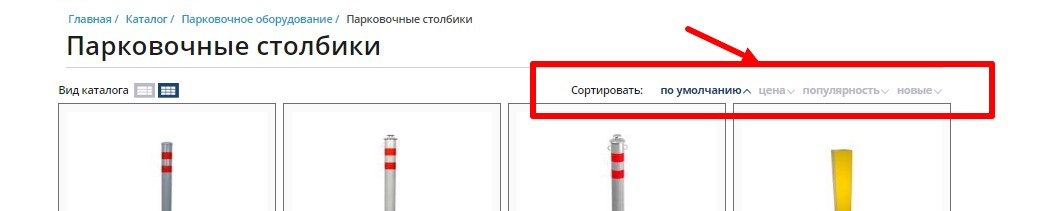 Главная / Каталог / Парковочное оборудование / Парковочные столбики
Парковочные столбики
Вид каталога Сортировать: по умолчанию цена популярность новые